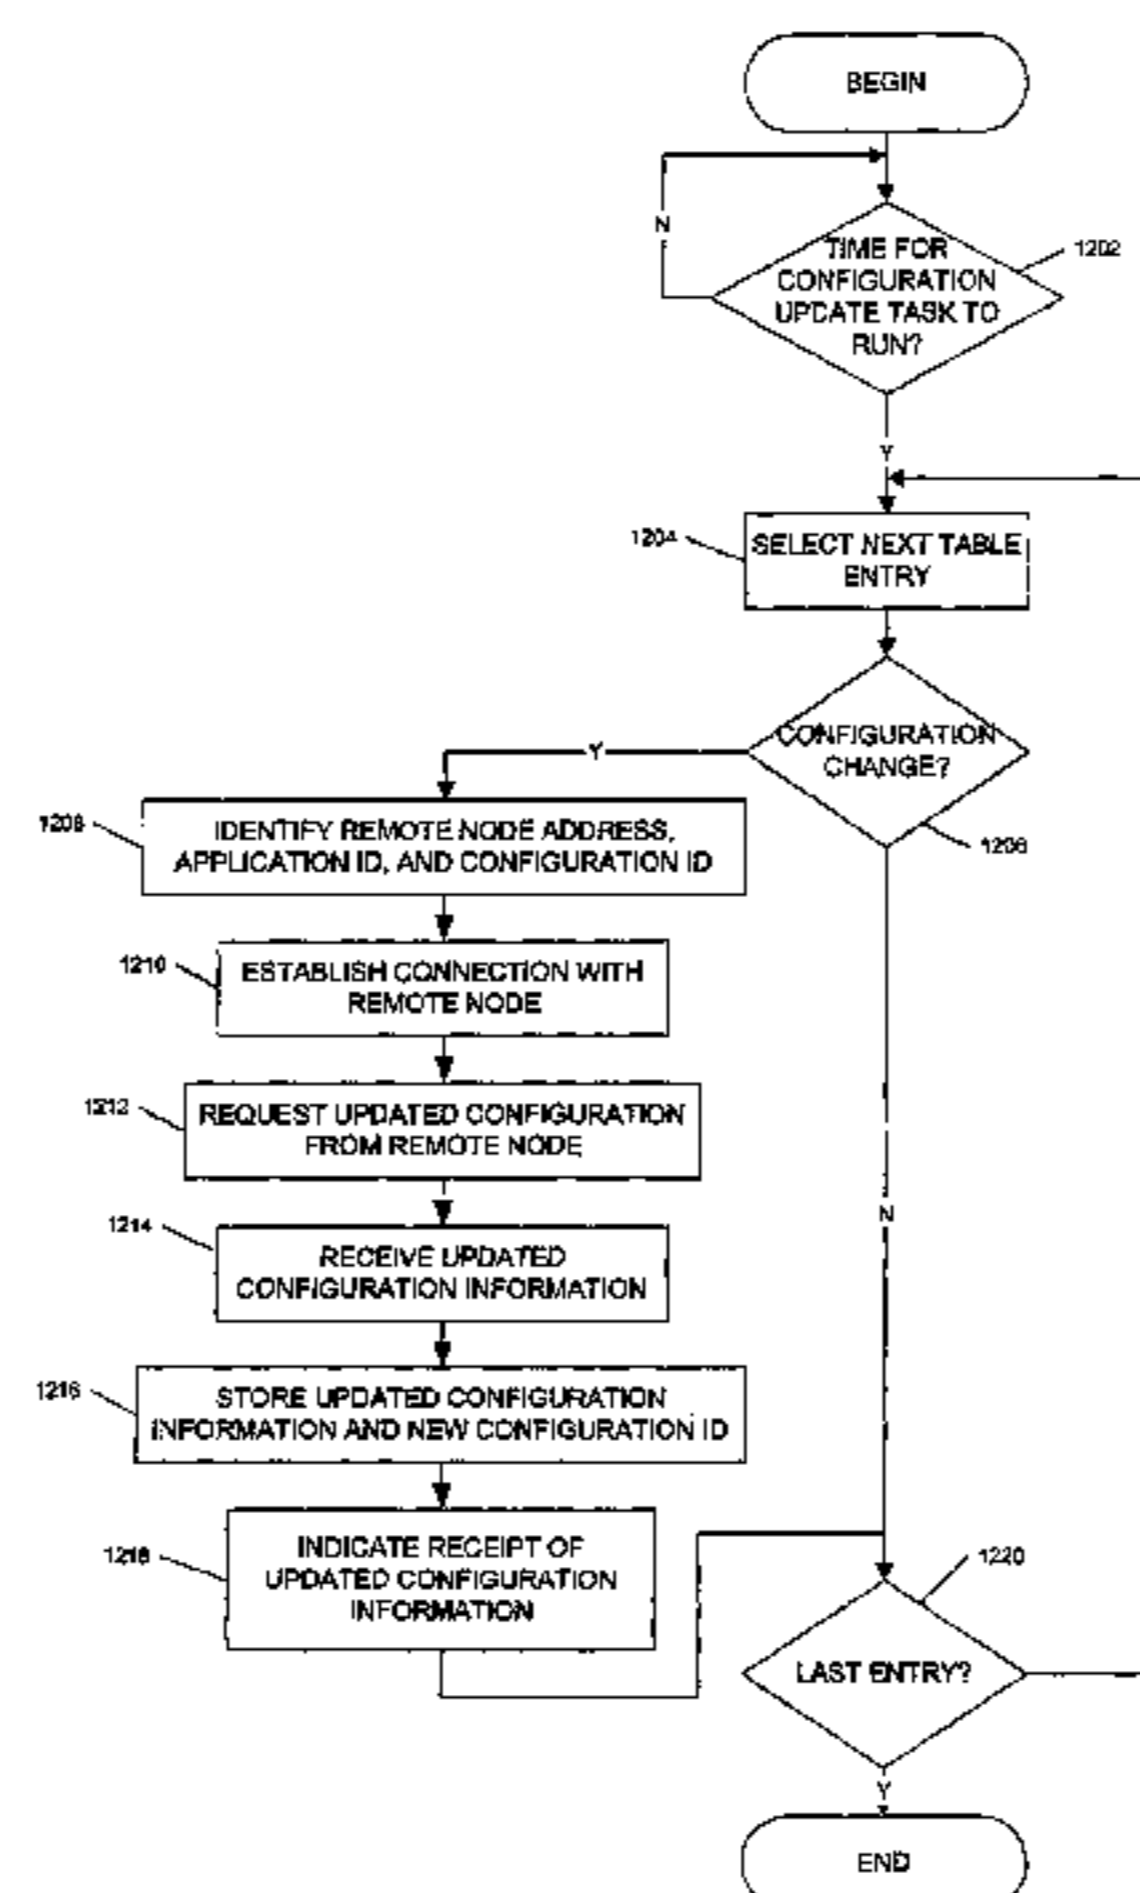 BEGIN
N
TIME FOR
CONFIGURATION
UPDATE TASK TO
RUN?
1202
Y
1204
SELECT NEXT TABLE
ENTRY
CONFIGURATION
CHANGE?
Y
1206
1208
IDENTIFY REMOTE NODE ADDRESS,
APPLICATION ID, AND CONFIGURATION ID
1210
ESTABLISH CONNECTION WITH
REMOTE NODE
1212
REQUEST UPDATED CONFIGURATION
FROM REMOTE NODE
N
1214
RECEIVE UPDATED
CONFIGURATION INFORMATION
1216
STORE UPDATED CONFIGURATION
INFORMATION AND NEW CONFIGURATION ID
1218
INDICATE RECEIPT OF
UPDATED CONFIGURATION
INFORMATION
1220
LAST ENTRY?
Y
END